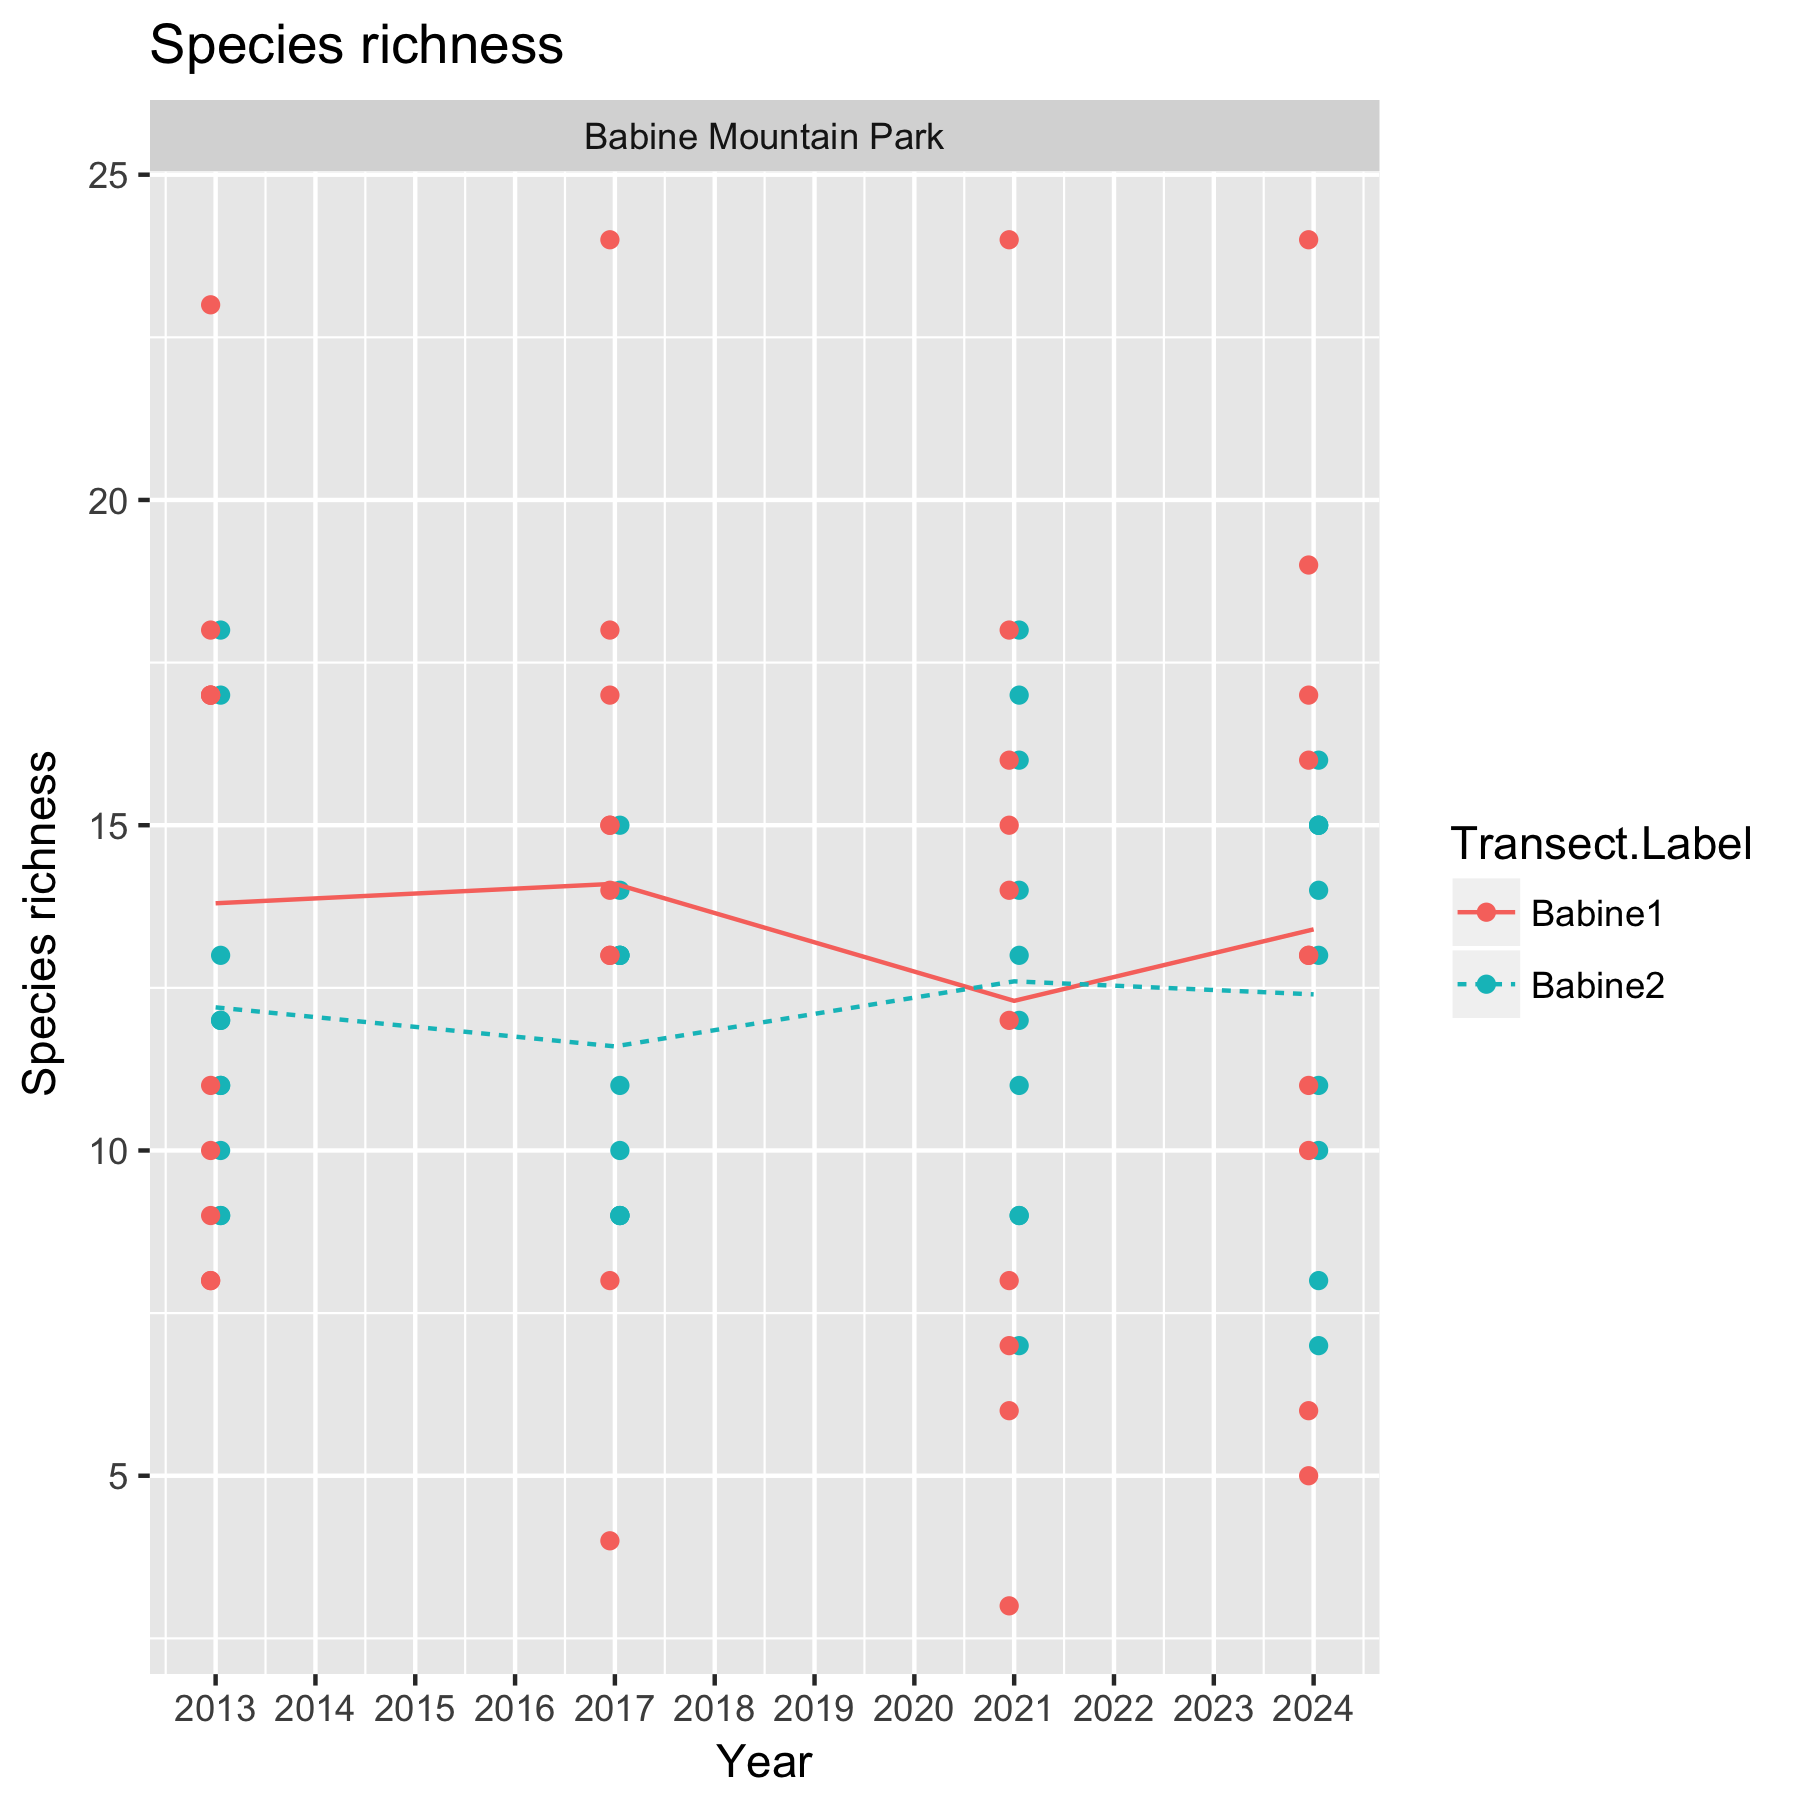 Species richness
Babine Mountain Park
25
20
15
10
5
Species richness
2013 2014 2015 2016 2017 2018 2019 2020 2021 2022 2023 2024
Year
Transect.Label
Babine1
Babine2